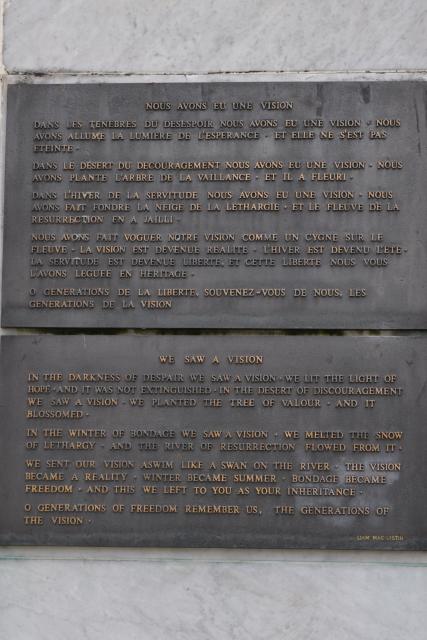 NOUS AVONS EU UNE VISION
DANS LES TENEBRES DU DESESPOIR NOUS AVONS EU UNE VISION · NOUS
AVONS ALLUME LA LUMIERE DE L'ESPERANCE · ET ELLE NE S'EST PAS
ETEINTE ·
DANS LE DESERT DU DECOURAGEMENT NOUS AVONS EU UNE VISION · NOUS
AVONS PLANTE L'ARBRE DE LA VAILLANCE · ET IL A FLEURI ·
DANS L'HIVER DE LA SERVITUDE NOUS AVONS EU UNE VISION · NOUS
AVONS FAIT FONDRE LA NEIGE DE LA LETHARGIE · ET LE FLEUVE DE LA
RESURRECTION EN A JAILLI ·
NOUS AVONS FAIT VOGUER NOTRE VISION COMME UN CYGNE SUR LE
FLEUVE · LA VISION EST DEVENUE REALITE · L'HIVER EST DEVENU L'ETE ·
LA SERVITUDE EST DEVENUE LIBERTE, ET CETTE LIBERTE NOUS VOUS
L'AVONS LEGUEE EN HERITAGE ·
O GENERATIONS DE LA LIBERTE, SOUVENEZ-VOUS DE NOUS, LES
GENERATIONS DE LA VISION
WE SAW A VISION
IN THE DARKNESS OF DESPAIR WE SAW A VISION · WE LIT THE LIGHT OF
HOPE · AND IT WAS NOT EXTINGUISHED · IN THE DESERT OF DISCOURAGEMENT
WE SAW A VISION · WE PLANTED THE TREE OF VALOUR · AND IT
BLOSSOMED ·
IN THE WINTER OF BONDAGE WE SAW A VISION · WE MELTED THE SNOW
OF LETHARGY · AND THE RIVER OF RESURRECTION FLOWED FROM IT ·
WE SENT OUR VISION ASWIM LIKE A SWAN ON THE RIVER · THE VISION
BECAME A REALITY · WINTER BECAME SUMMER · BONDAGE BECAME
FREEDOM · AND THIS WE LEFT TO YOU AS YOUR INHERITANCE ·
O GENERATIONS OF FREEDOM REMEMBER US, THE GENERATIONS OF
THE VISION ·
LIAM MAC UISTIN